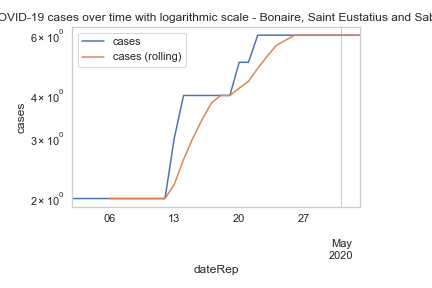 OVID-19 cases over time with logarithmic scale - Bonaire, Saint Eustatius and Sab
6 × 10⁰
4 × 10⁰
3 × 10⁰
2 × 10⁰
cases
cases
cases (rolling)
06
13
20
27
May
2020
dateRep